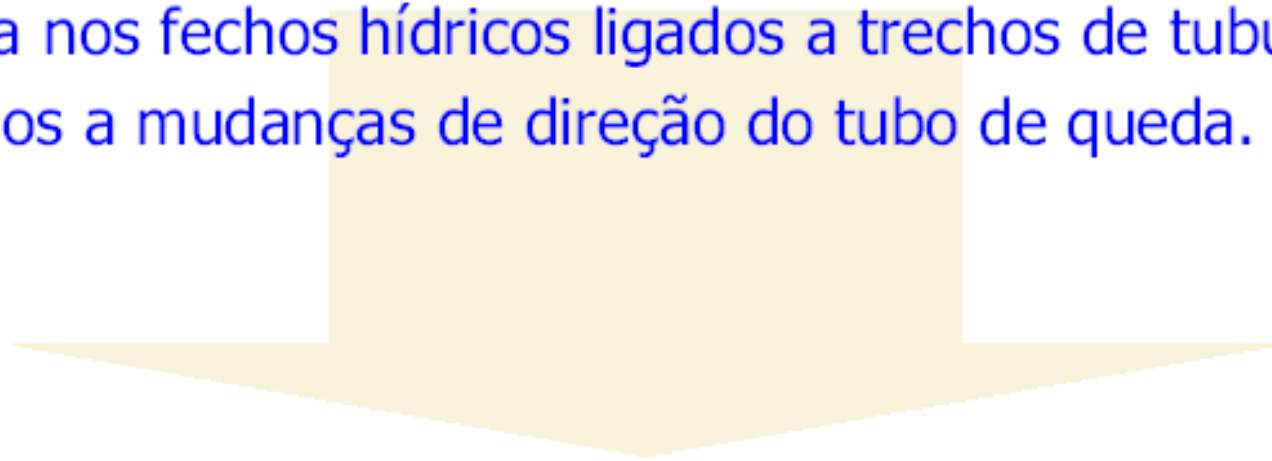 a nos fechos hídricos ligados a trechos de tubu
os a mudanças de direção do tubo de queda.